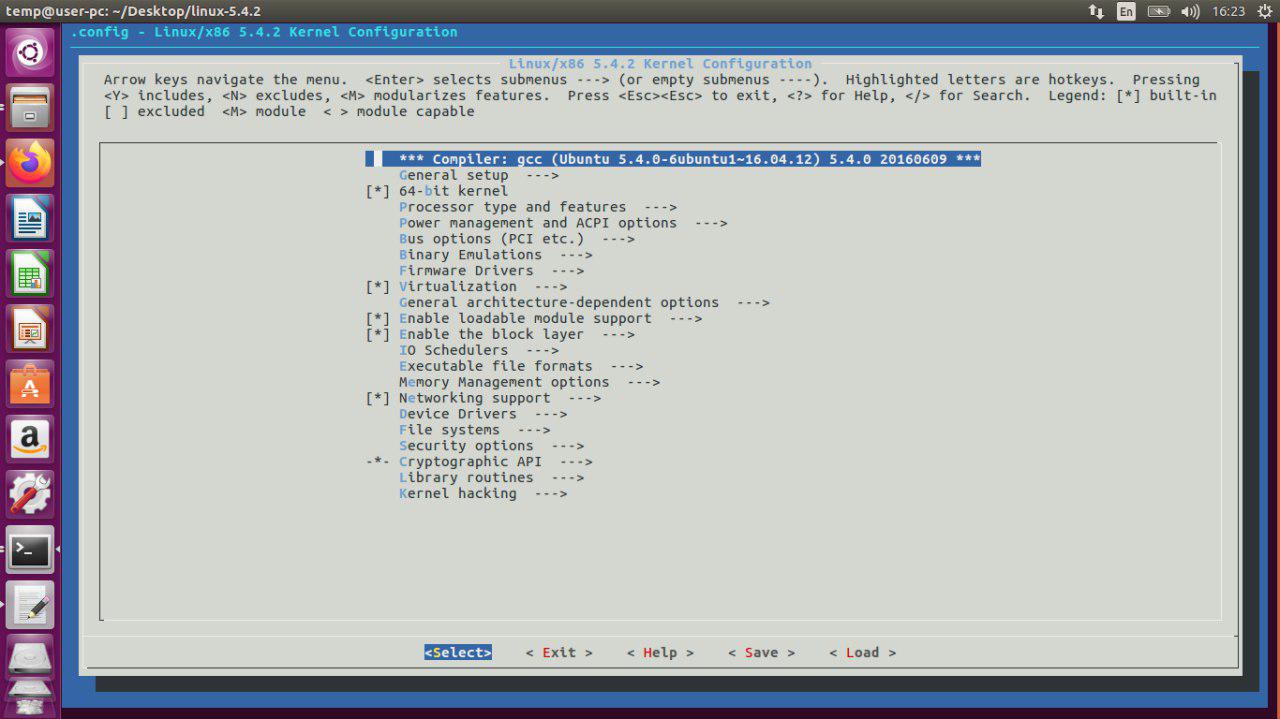 temp@user-pc: ~/Desktop/linux-5.4.2
En
16:23
.config - Linux/x86 5.4.2 Kernel Configuration
Linux/x86 5.4.2 Kernel Configuration
Arrow keys navigate the menu.  <Enter> selects submenus ---> (or empty submenus ----).  Highlighted letters are hotkeys.  Pressing
<Y> includes, <N> excludes, <M> modularizes features.  Press <Esc><Esc> to exit, <?> for Help, </> for Search.  Legend: [*] built-in
[ ] excluded  <M> module  < > module capable
*** Compiler: gcc (Ubuntu 5.4.0-6ubuntu1~16.04.12) 5.4.0 20160609 ***
General setup  --->
[*] 64-bit kernel
Processor type and features  --->
Power management and ACPI options  --->
Bus options (PCI etc.)  --->
Binary Emulations  --->
Firmware Drivers  --->
[*] Virtualization  --->
General architecture-dependent options  --->
[*] Enable loadable module support  --->
[*] Enable the block layer  --->
IO Schedulers  --->
Executable file formats  --->
Memory Management options  --->
[*] Networking support  --->
Device Drivers  --->
File systems  --->
Security options  --->
-*- Cryptographic API  --->
Library routines  --->
Kernel hacking  --->
<Select>    < Exit >    < Help >    < Save >    < Load >